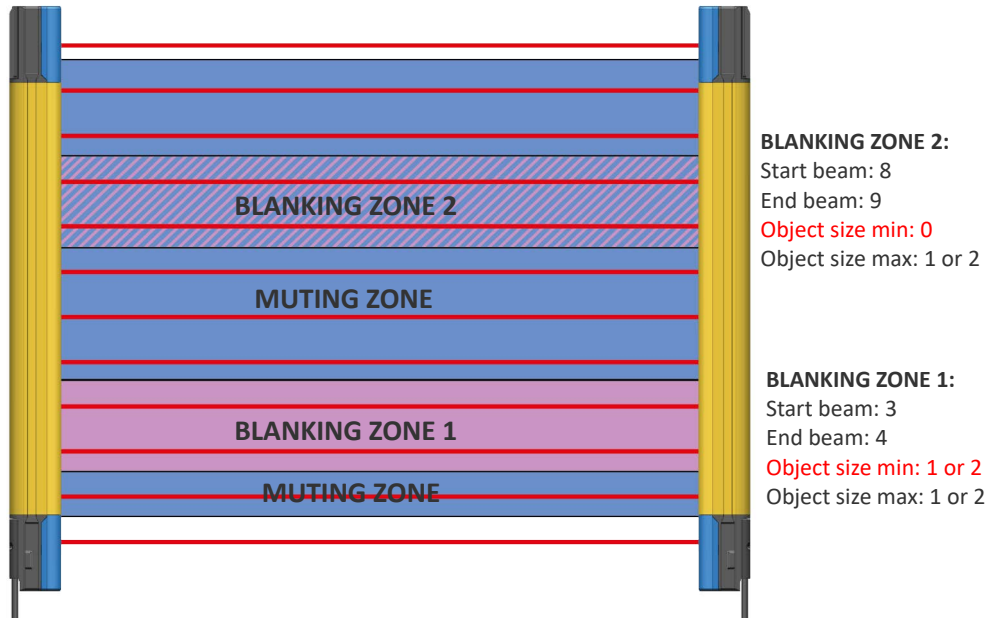 BLANKING ZONE 2:
Start beam: 8
End beam: 9
Object size min: 0
Object size max: 1 or 2
BLANKING ZONE 2
MUTING ZONE
BLANKING ZONE 1:
Start beam: 3
End beam: 4
Object size min: 1 or 2
Object size max: 1 or 2
BLANKING ZONE 1
MUTING ZONE